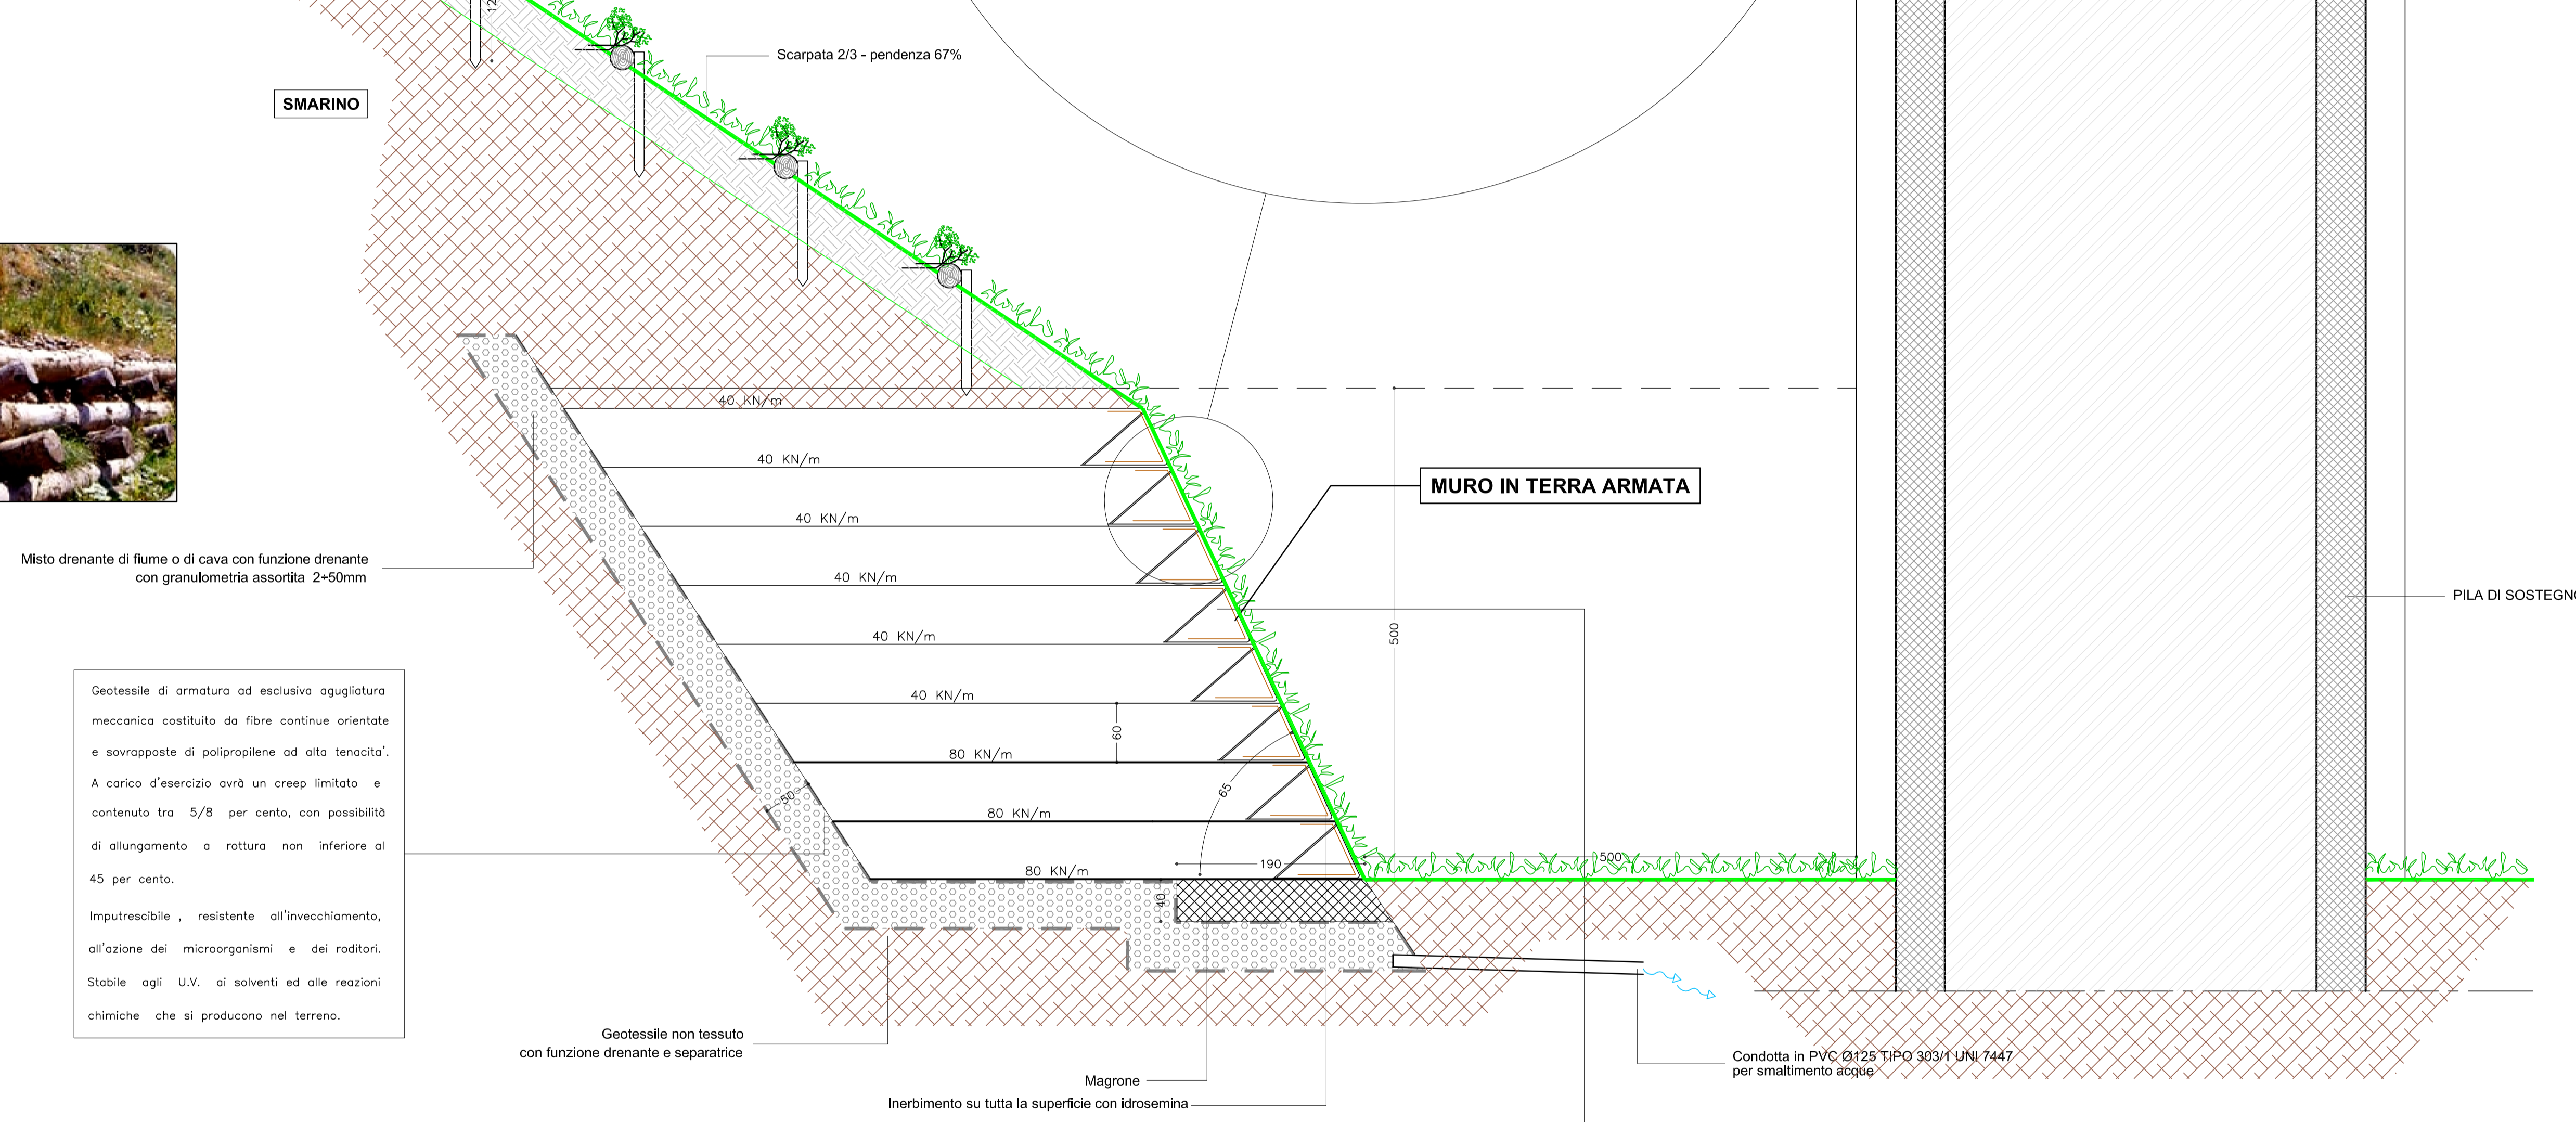 12
Scarpata 2/3 - pendenza 67%
SMARINO
40 KN/m
40 KN/m
MURO IN TERRA ARMATA
40 KN/m
Misto drenante di fiume o di cava con funzione drenante
con granulometria assortita 2÷50mm
40 KN/m
PILA DI SOSTEGNO
500
40 KN/m
40 KN/m
60
80 KN/m
65
50
80 KN/m
190
500
80 KN/m
40
Geotessile di armatura ad esclusiva agugliatura
meccanica costituito da fibre continue orientate
e sovrapposte di polipropilene ad alta tenacita'.
A carico d'esercizio avrà un creep limitato e
contenuto tra 5/8 per cento, con possibilità
di allungamento a rottura non inferiore al
45 per cento.
Imputrescibile , resistente all'invecchiamento,
all'azione dei microorganismi e dei roditori.
Stabile agli U.V. ai solventi ed alle reazioni
chimiche che si producono nel terreno.
Geotessile non tessuto
con funzione drenante e separatrice
Condotta in PVC Ø125 TIPO 303/1 UNI 7447
per smaltimento acque
Magrone
Inerbimento su tutta la superficie con idrosemina